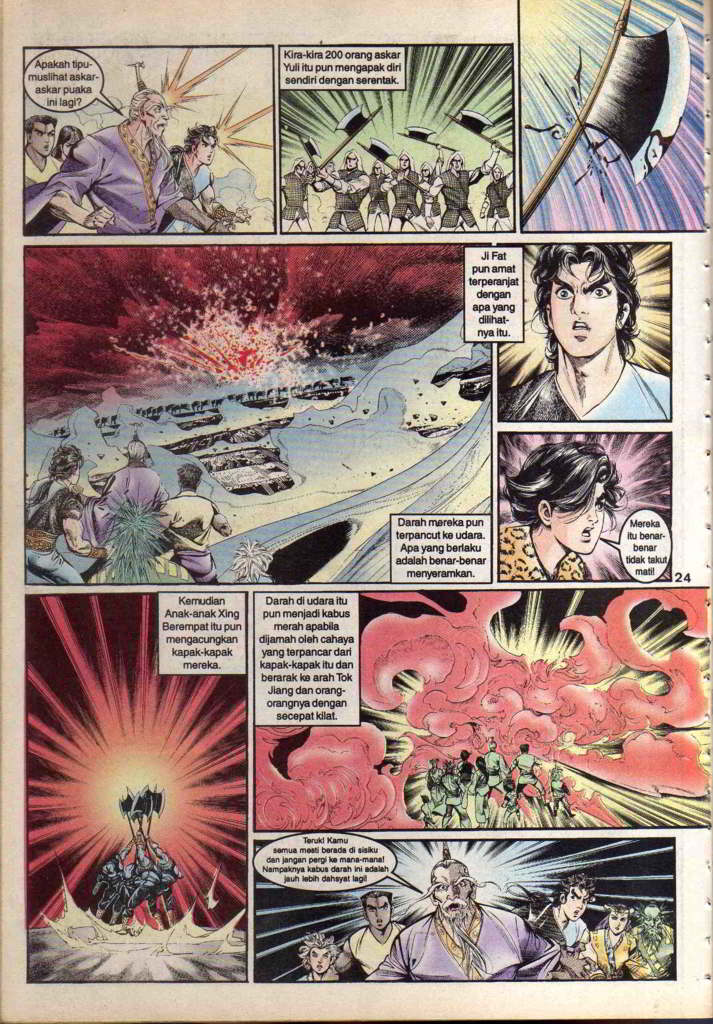 Apakah tipu-
muslihat askar-
askar puaka
ini lagi?
Kira-kira 200 orang askar
Yuli itu pun mengapak diri
sendiri dengan serentak.
Ji Fat
pun amat
terperanjat
dengan
apa yang
dilihat-
nya itu.
Darah mereka pun
terpancut ke udara.
Apa yang berlaku
adalah benar-benar
menyeramkan.
Mereka
itu benar-
benar
tidak takut
mati!
24
Kemudian
Anak-anak Xing
Berempat itu pun
mengacungkan
kapak-kapak
mereka.
Darah di udara itu
pun menjadi kabus
merah apabila
dijamah oleh cahaya
yang terpancar dari
kapak-kapak itu dan
berarak ke arah Tok
Jiang dan orang-
orangnya dengan
secepat kilat.
Teruk! Kamu
semua mesti berada di sisiku
dan jangan pergi ke mana-mana!
Nampaknya kabus darah ini adalah
jauh lebih dahsyat lagi!